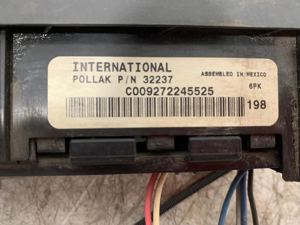 INTERNATIONAL
POLLAK P/N 32237
ASSEMBLED IN MEXICO
C009272245525
6PK
198